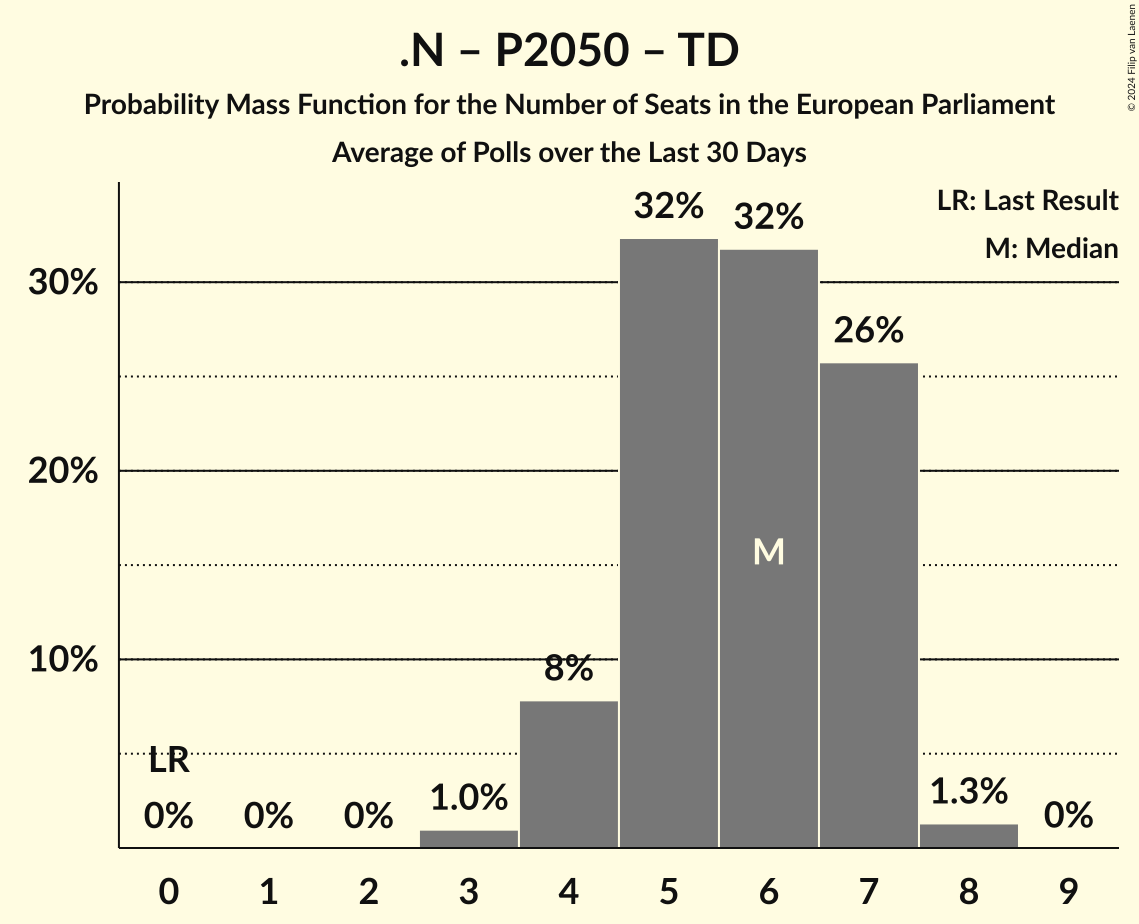 .N – P2050 – TD
Probability Mass Function for the Number of Seats in the European Parliament
Average of Polls over the Last 30 Days
© 2024 Filip van Laenen
LR: Last Result
M: Median
32%
32%
30%
26%
20%
M
10%
8%
LR
0%
0%
0%
1.0%
1.3%
0%
0 1 2 3 4 5 6 7 8 9